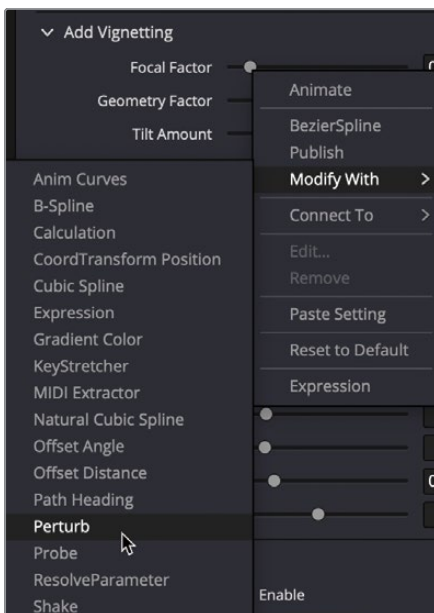 Add Vignetting
Focal Factor
Geometry Factor
Tilt Amount
Animate
BezierSpline
Publish
Modify With
Connect To
Edit...
Remove
Paste Setting
Reset to Default
Expression
Anim Curves
B-Spline
Calculation
CoordTransform Position
Cubic Spline
Expression
Gradient Color
KeyStretcher
MIDI Extractor
Natural Cubic Spline
Offset Angle
Offset Distance
Path Heading
Perturb
Probe
ResolveParameter
Shake
Enable